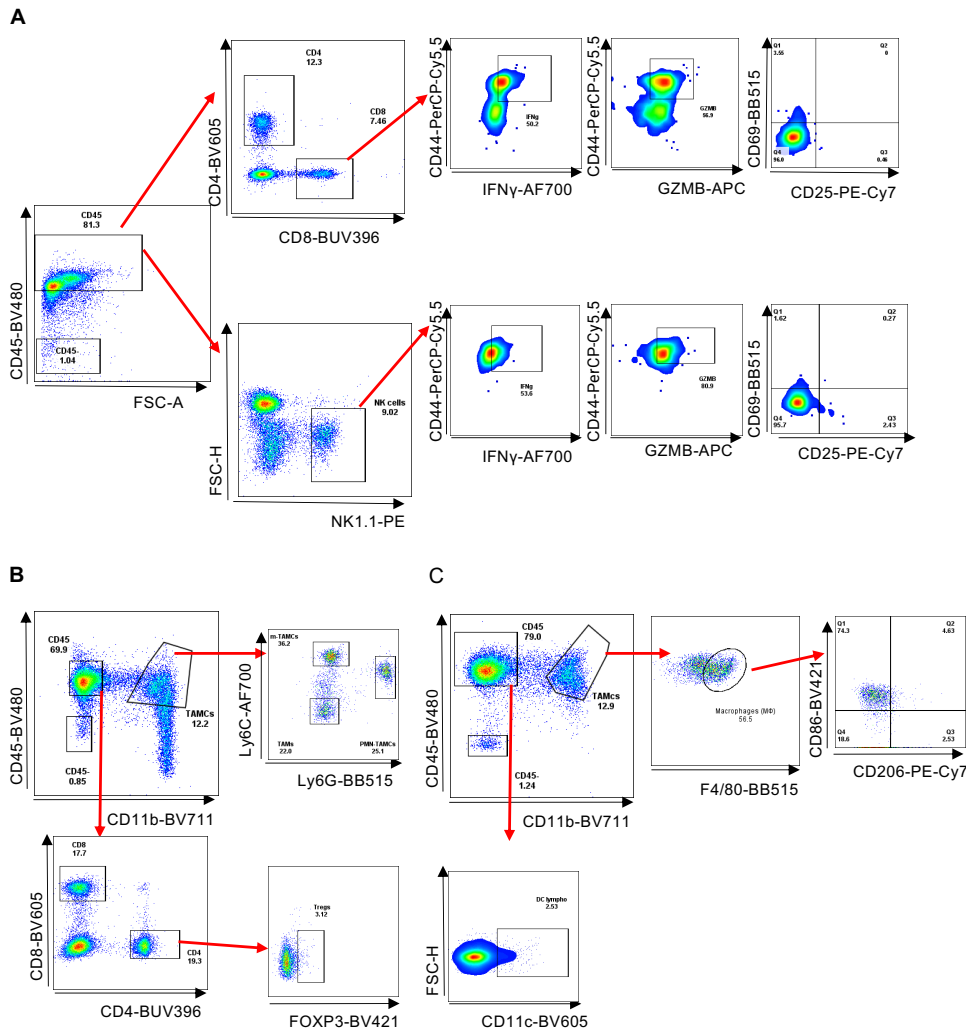 A
CD45
81.3
CD45-
1.04
CD45-BV480
FSC-A
CD4
12.3
CD8
7.46
CD4-BV605
CD8-BUV396
IFNg
50.2
CD44-PerCP-Cy5.5
IFNγ-AF700
GZMB
56.9
CD44-PerCP-Cy5.5
GZMB-APC
Q1
3.55
Q2
0
Q4
96.0
Q3
0.46
CD69-BB515
CD25-PE-Cy7
NK cells
9.02
FSC-H
NK1.1-PE
IFNg
53.6
CD44-PerCP-Cy5.5
IFNγ-AF700
GZMB
80.9
CD44-PerCP-Cy5.5
GZMB-APC
Q1
1.62
Q2
0.27
Q4
95.7
Q3
2.43
CD69-BB515
CD25-PE-Cy7
B
CD45
69.9
TAMCs
12.2
CD45-
0.85
CD45-BV480
CD11b-BV711
m-TAMCs
36.2
TAMs
22.0
PMN-TAMCs
25.1
Ly6C-AF700
Ly6G-BB515
CD8
17.7
CD4
19.3
CD8-BV605
CD4-BUV396
Tregs
3.12
FOXP3-BV421
C
CD45
79.0
TAMCs
12.9
CD45-
1.24
CD45-BV480
CD11b-BV711
Macrophages (MΦ)
56.5
F4/80-BB515
Q1
74.3
Q2
4.63
Q4
18.6
Q3
2.53
CD86-BV421
CD206-PE-Cy7
DC lympho
2.53
FSC-H
CD11c-BV605